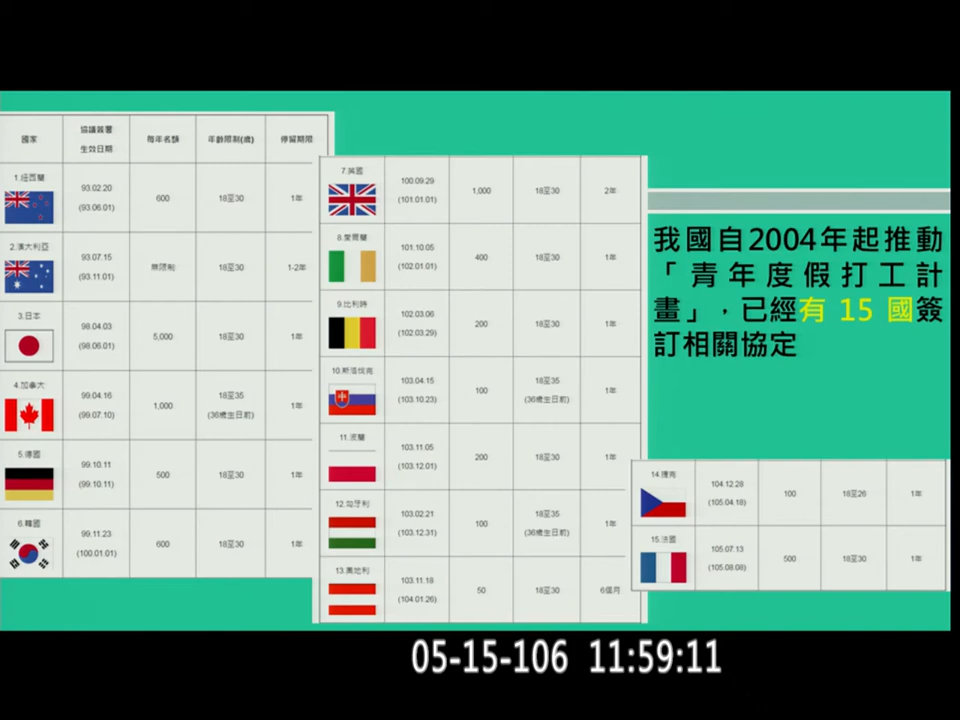 國家 協議簽署 生效日期 每年名額 年齡限制(歲) 停留期限
1.紐西蘭 93.02.20 (93.06.01) 600 18至30 1年
2.澳大利亞 93.07.15 (93.11.01) 無限制 18至30 1-2年
3.日本 98.04.03 (98.06.01) 5,000 18至30 1年
4.加拿大 99.04.16 (99.07.10) 1,000 18至35 (36歲生日前) 1年
5.德國 99.10.11 (99.10.11) 500 18至30 1年
6.韓國 99.11.23 (100.01.01) 600 18至30 1年
7.英國 100.09.29 (101.01.01) 1,000 18至30 2年
8.愛爾蘭 101.10.05 (102.01.01) 400 18至30 1年
9.比利時 102.03.06 (102.03.29) 200 18至30 1年
10.斯洛伐克 103.04.15 (103.10.23) 100 18至35 (36歲生日前) 1年
11.波蘭 103.11.05 (103.12.01) 200 18至30 1年
12.匈牙利 103.02.21 (103.12.31) 100 18至35 (36歲生日前) 1年
13.奧地利 103.11.18 (104.01.26) 50 18至30 6個月
我國自2004年起推動
「青年度假打工計
畫」，已經有 15 國簽
訂相關協定
14.捷克 104.12.28 (105.04.18) 100 18至26 1年
15.法國 105.07.13 (105.08.08) 500 18至30 1年
05-15-106 11:59:11